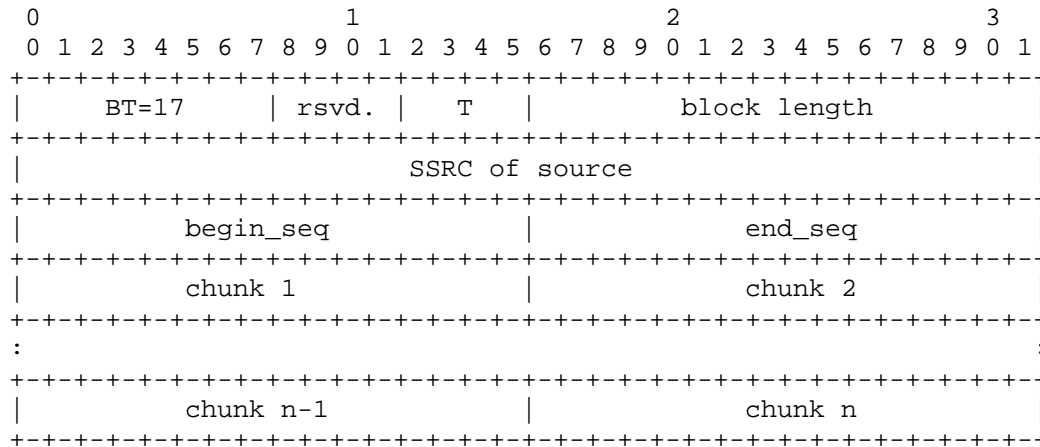 0                   1                   2                   3
 0 1 2 3 4 5 6 7 8 9 0 1 2 3 4 5 6 7 8 9 0 1 2 3 4 5 6 7 8 9 0 1
+-+-+-+-+-+-+-+-+-+-+-+-+-+-+-+-+-+-+-+-+-+-+-+-+-+-+-+-+-+-+-+-
|     BT=17     | rsvd. |   T   |         block length          |
+-+-+-+-+-+-+-+-+-+-+-+-+-+-+-+-+-+-+-+-+-+-+-+-+-+-+-+-+-+-+-+-
|                        SSRC of source                         |
+-+-+-+-+-+-+-+-+-+-+-+-+-+-+-+-+-+-+-+-+-+-+-+-+-+-+-+-+-+-+-+-
|          begin_seq            |             end_seq           |
+-+-+-+-+-+-+-+-+-+-+-+-+-+-+-+-+-+-+-+-+-+-+-+-+-+-+-+-+-+-+-+-
|          chunk 1              |             chunk 2           |
+-+-+-+-+-+-+-+-+-+-+-+-+-+-+-+-+-+-+-+-+-+-+-+-+-+-+-+-+-+-+-+-
:                                                               :
+-+-+-+-+-+-+-+-+-+-+-+-+-+-+-+-+-+-+-+-+-+-+-+-+-+-+-+-+-+-+-+-
|          chunk n-1            |             chunk n           |
+-+-+-+-+-+-+-+-+-+-+-+-+-+-+-+-+-+-+-+-+-+-+-+-+-+-+-+-+-+-+-+-